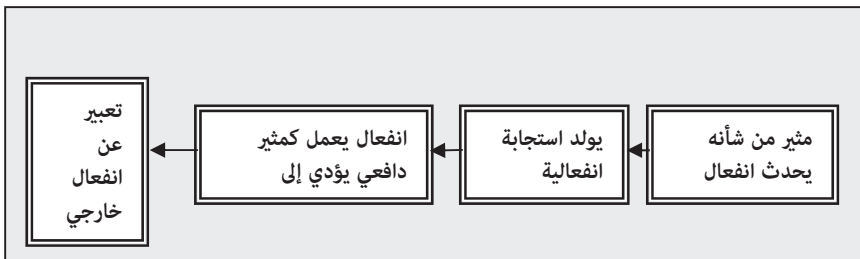 مثير من شأنه
يحدث انفعال
يولد استجابة
انفعالية
انفعال يعمل كمثير
دافعي يؤدي إلى
تعبير
عن
انفعال
خارجي